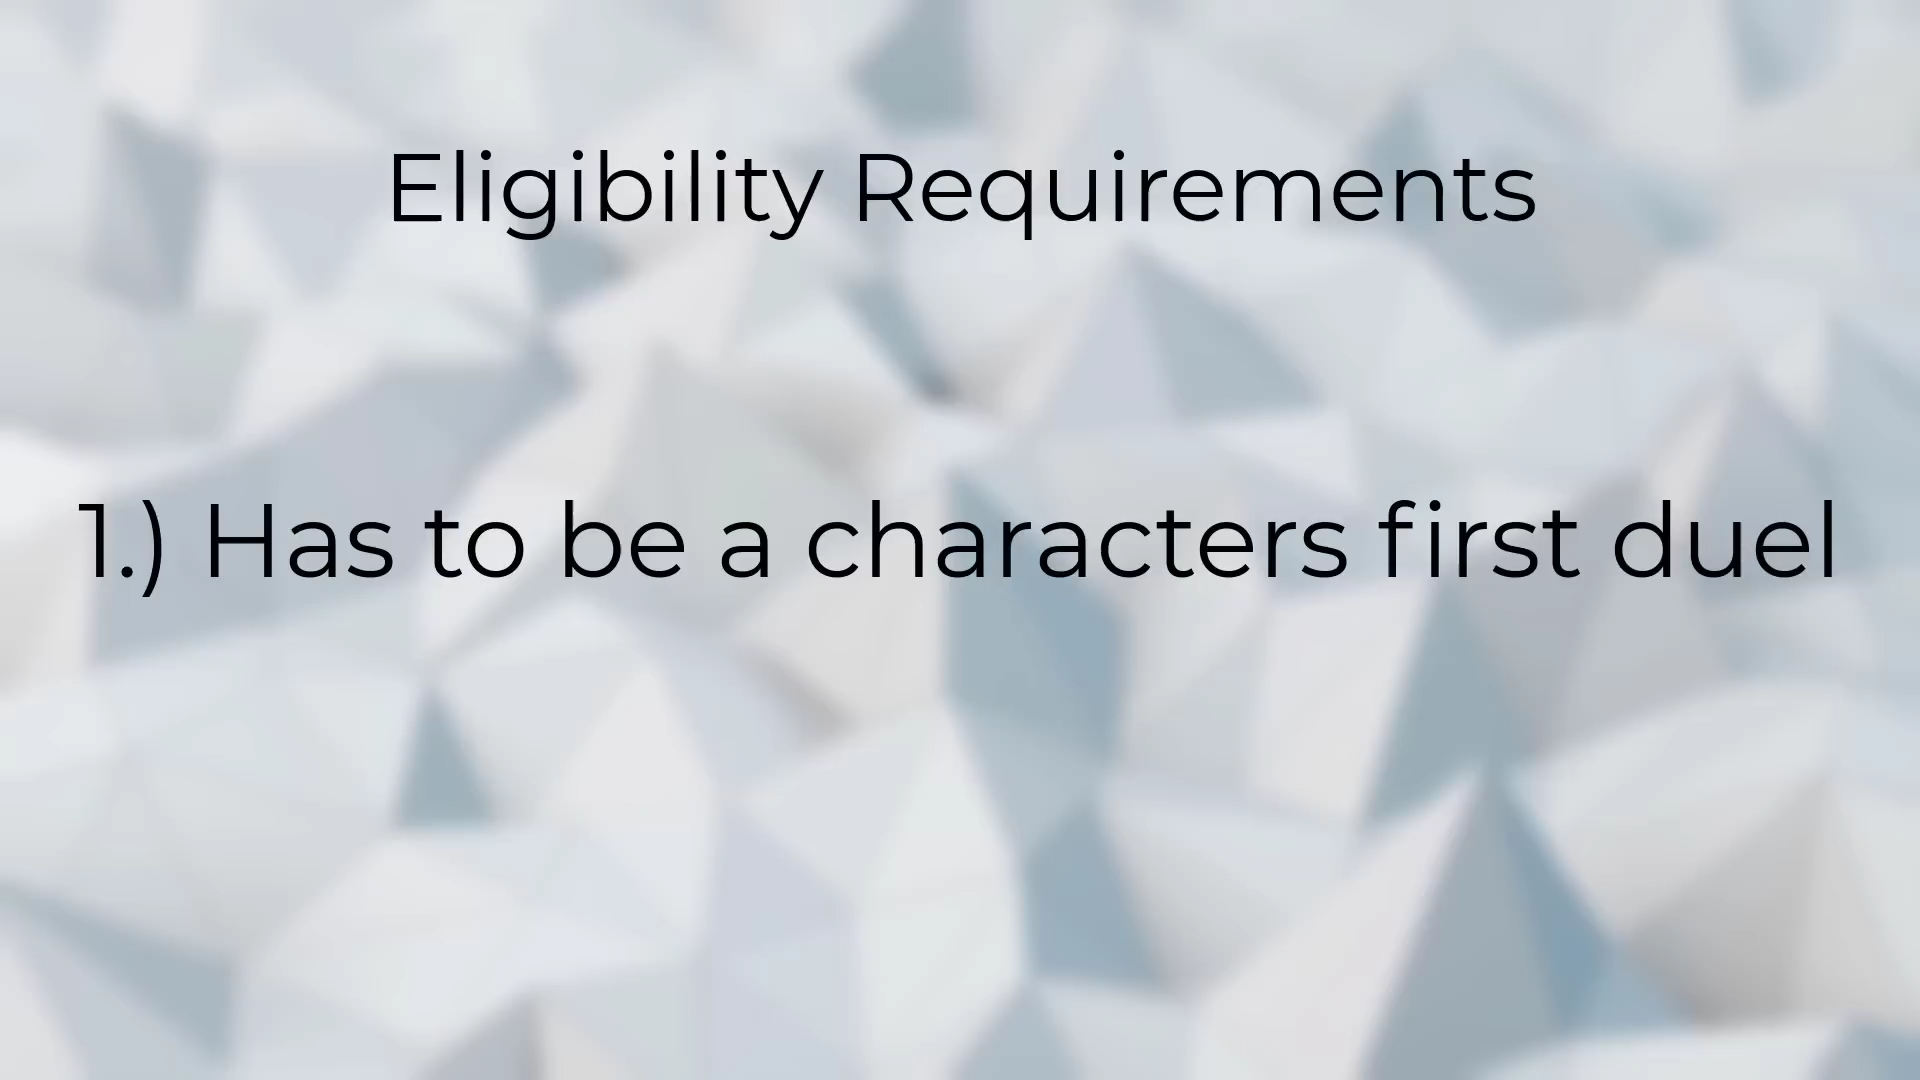 Eligibility Requirements
1.) Has to be a characters first duel